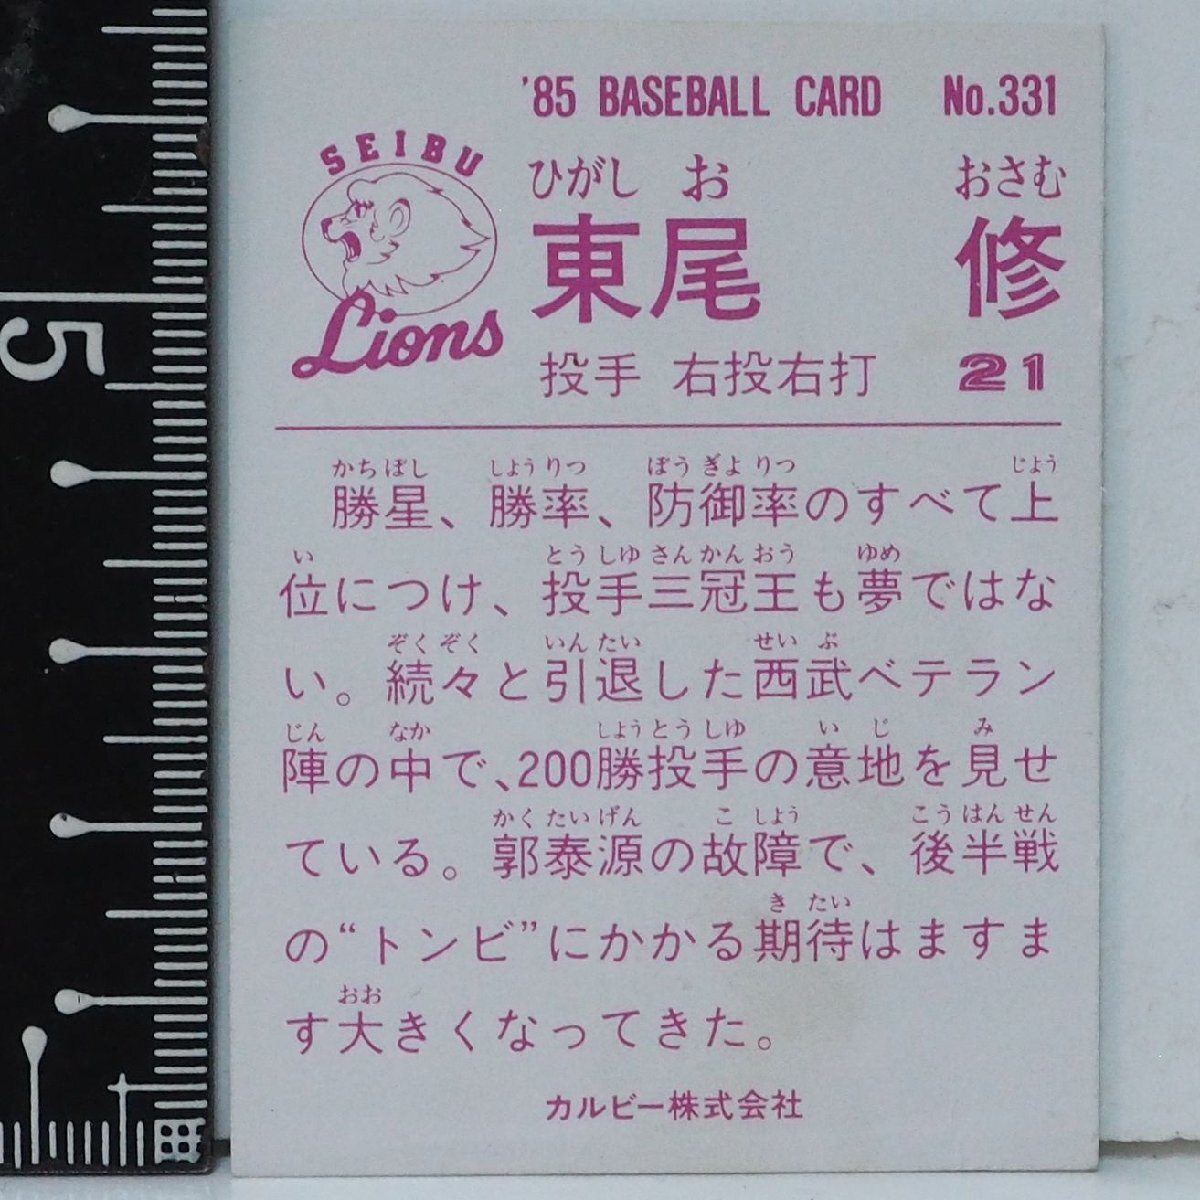 '85 BASEBALL CARD No.331
SEIBU
Lions
ひがし お おさむ
東尾 修
投手 右投右打 21
かちぼし しょうりつ ぼうぎょりつ じょう
勝星、勝率、防御率のすべて上
い とうしゅさんかんおう ゆめ
位につけ、投手三冠王も夢ではな
ぞくぞく いんたい せいぶ
い。続々と引退した西武ベテラン
じん なか しょうとうしゅ いじ み
陣の中で、200勝投手の意地を見せ
かくたいげん こしょう こうはんせん
ている。郭泰源の故障で、後半戦
きたい
の“トンビ”にかかる期待はますま
おお
す大きくなってきた。
カルビー株式会社
5